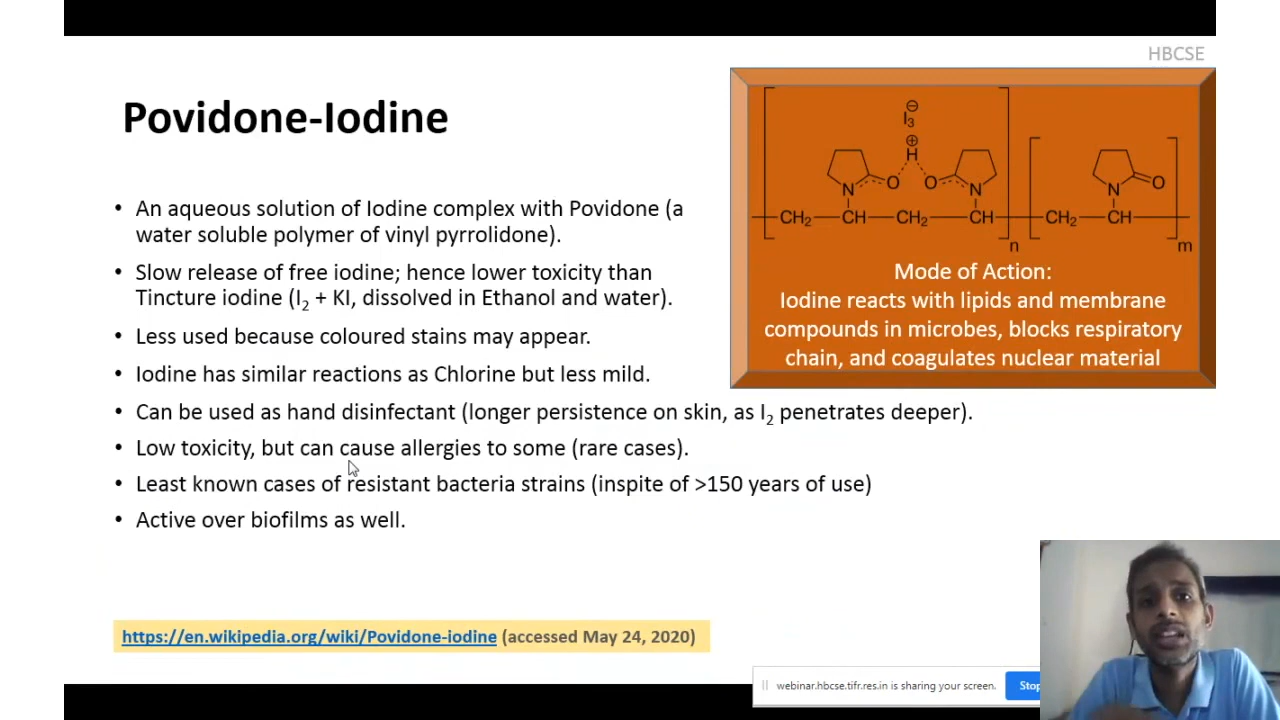 HBCSE
Povidone-Iodine
• An aqueous solution of Iodine complex with Povidone (a
water soluble polymer of vinyl pyrrolidone).
• Slow release of free iodine; hence lower toxicity than
Tincture iodine (I₂ + KI, dissolved in Ethanol and water).
• Less used because coloured stains may appear.
• Iodine has similar reactions as Chlorine but less mild.
• Can be used as hand disinfectant (longer persistence on skin, as I₂ penetrates deeper).
• Low toxicity, but can cause allergies to some (rare cases).
• Least known cases of resistant bacteria strains (inspite of >150 years of use)
• Active over biofilms as well.
I₃ ⊖
⊕
H
N O O N N O
CH₂ CH CH₂ CH CH₂ CH
n m
Mode of Action:
Iodine reacts with lipids and membrane
compounds in microbes, blocks respiratory
chain, and coagulates nuclear material
https://en.wikipedia.org/wiki/Povidone-iodine (accessed May 24, 2020)
webinar.hbcse.tifr.res.in is sharing your screen.
Stop